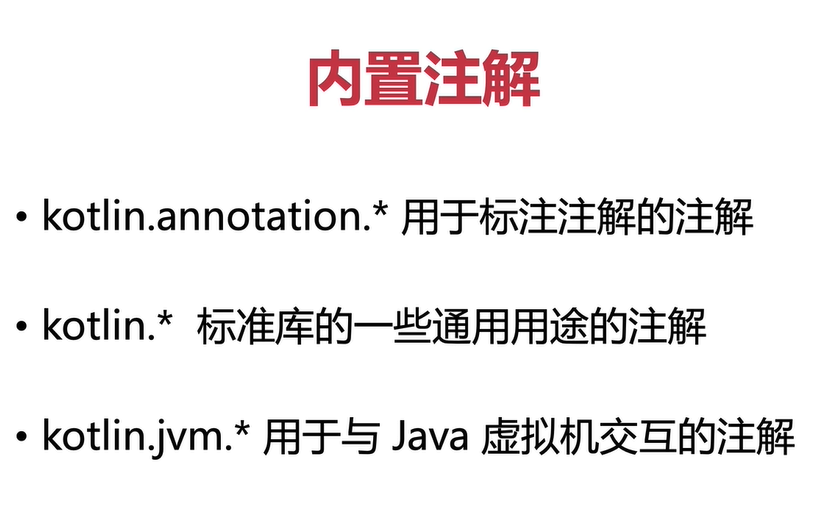 内置注解
• kotlin.annotation.* 用于标注注解的注解
• kotlin.* 标准库的一些通用用途的注解
• kotlin.jvm.* 用于与 Java 虚拟机交互的注解